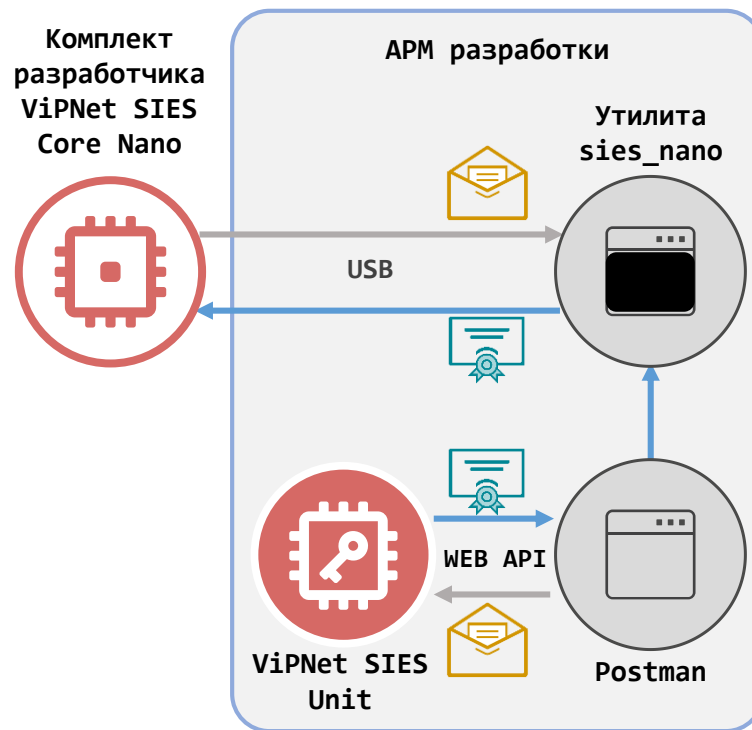 Комплект
разработчика
ViPNet SIES
Core Nano
АРМ разработки
Утилита
sies_nano
USB
WEB API
ViPNet SIES
Unit
Postman